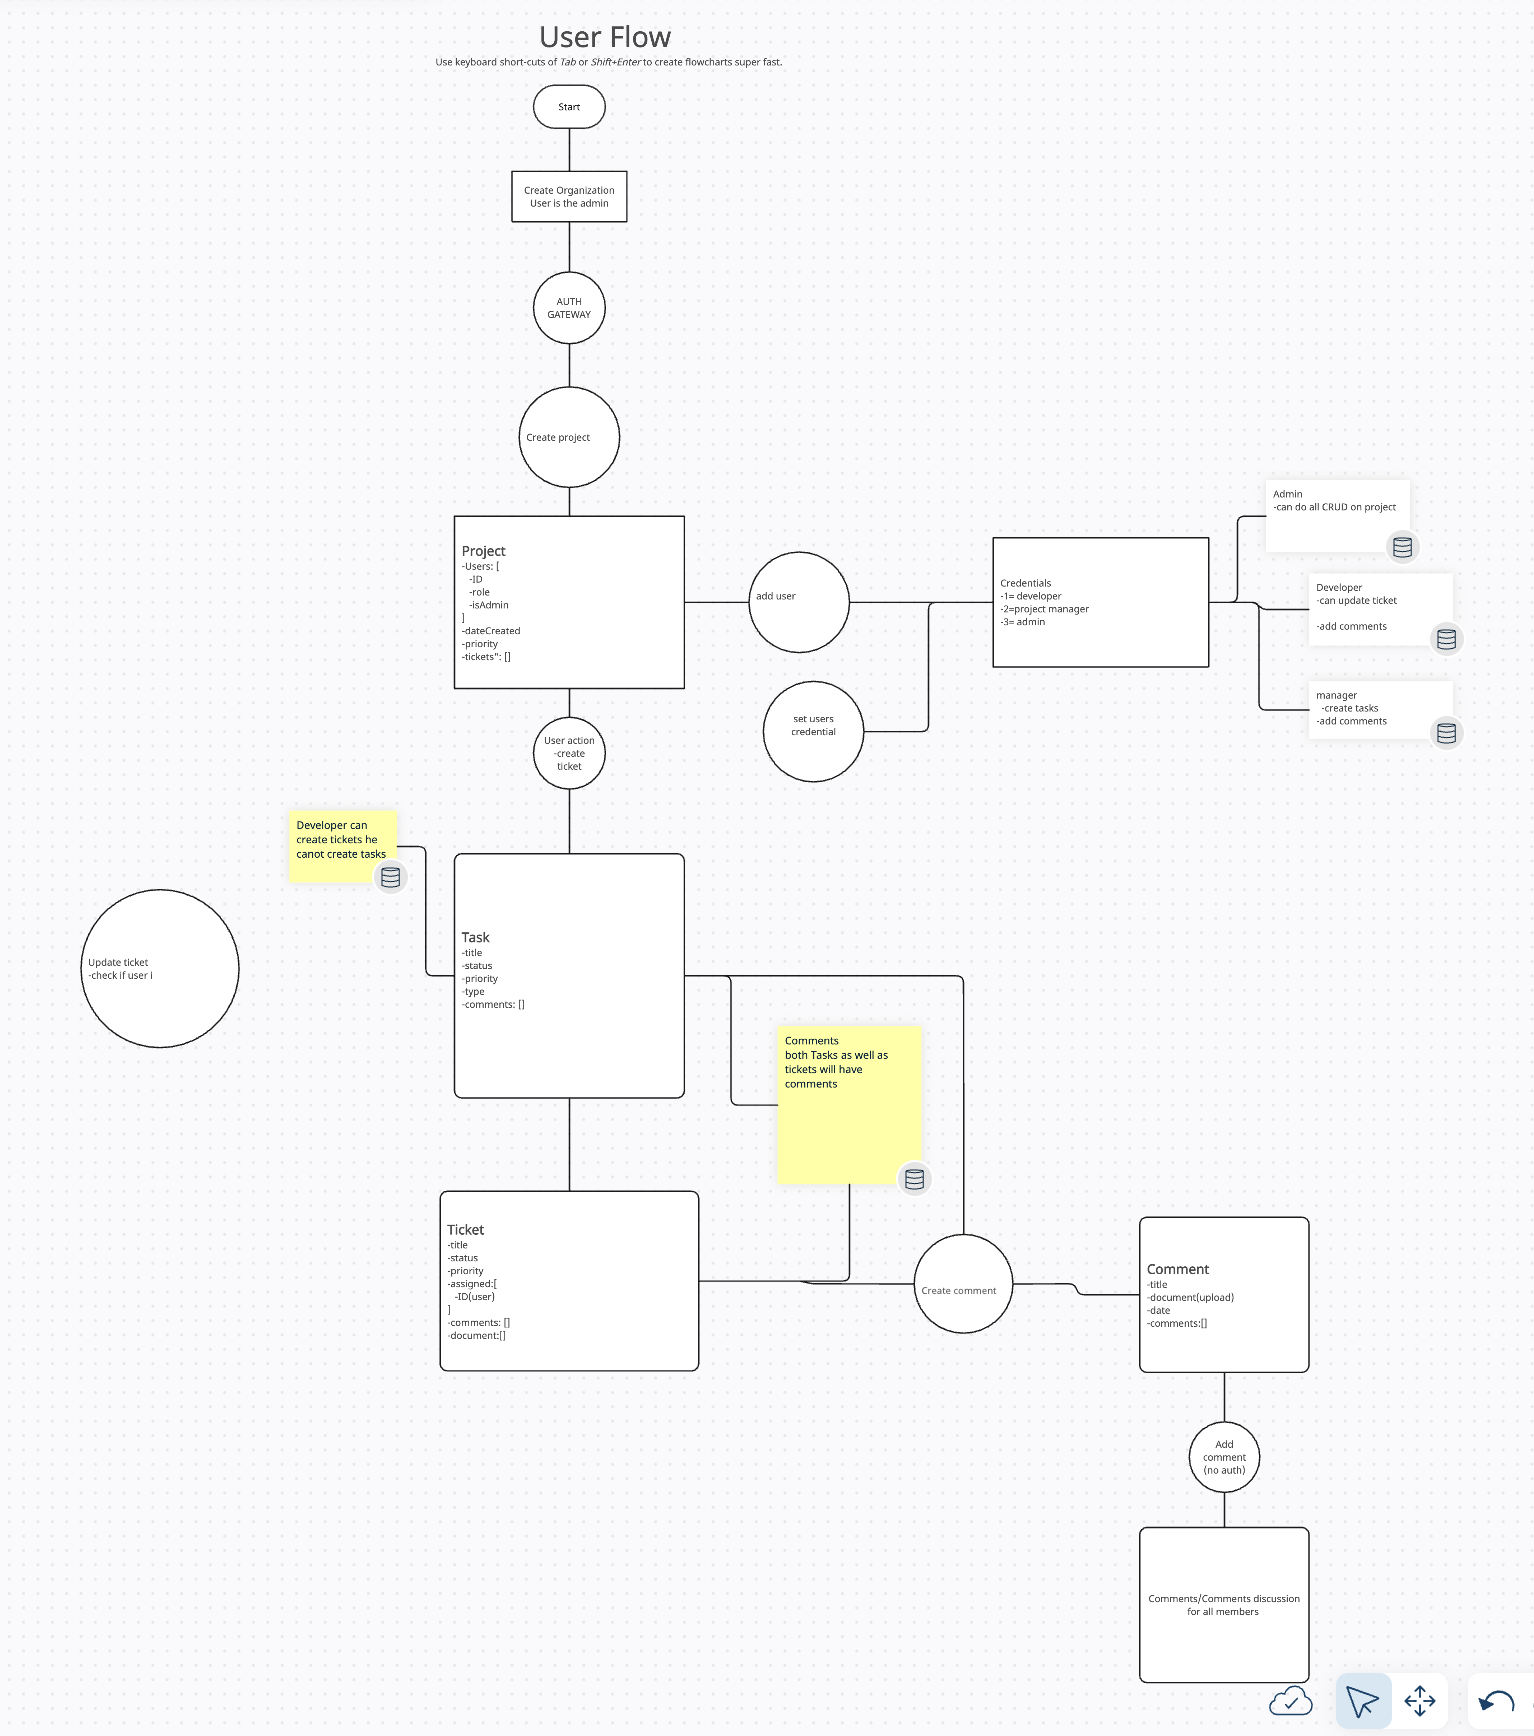 User Flow
Use keyboard short-cuts of Tab or Shift+Enter to create flowcharts super fast.
Start
Create Organization
User is the admin
AUTH
GATEWAY
Create project
Project
-Users: [
-ID
-role
-isAdmin
]
-dateCreated
-priority
-tickets": []
add user
set users
credential
Credentials
-1= developer
-2=project manager
-3= admin
Admin
-can do all CRUD on project
Developer
-can update ticket
-add comments
manager
-create tasks
-add comments
User action
-create
ticket
Developer can
create tickets he
canot create tasks
Update ticket
-check if user i
Task
-title
-status
-priority
-type
-comments: []
Comments
both Tasks as well as
tickets will have
comments
Ticket
-title
-status
-priority
-assigned:[
-ID(user)
]
-comments: []
-document:[]
Create comment
Comment
-title
-document(upload)
-date
-comments:[]
Add
comment
(no auth)
Comments/Comments discussion
for all members